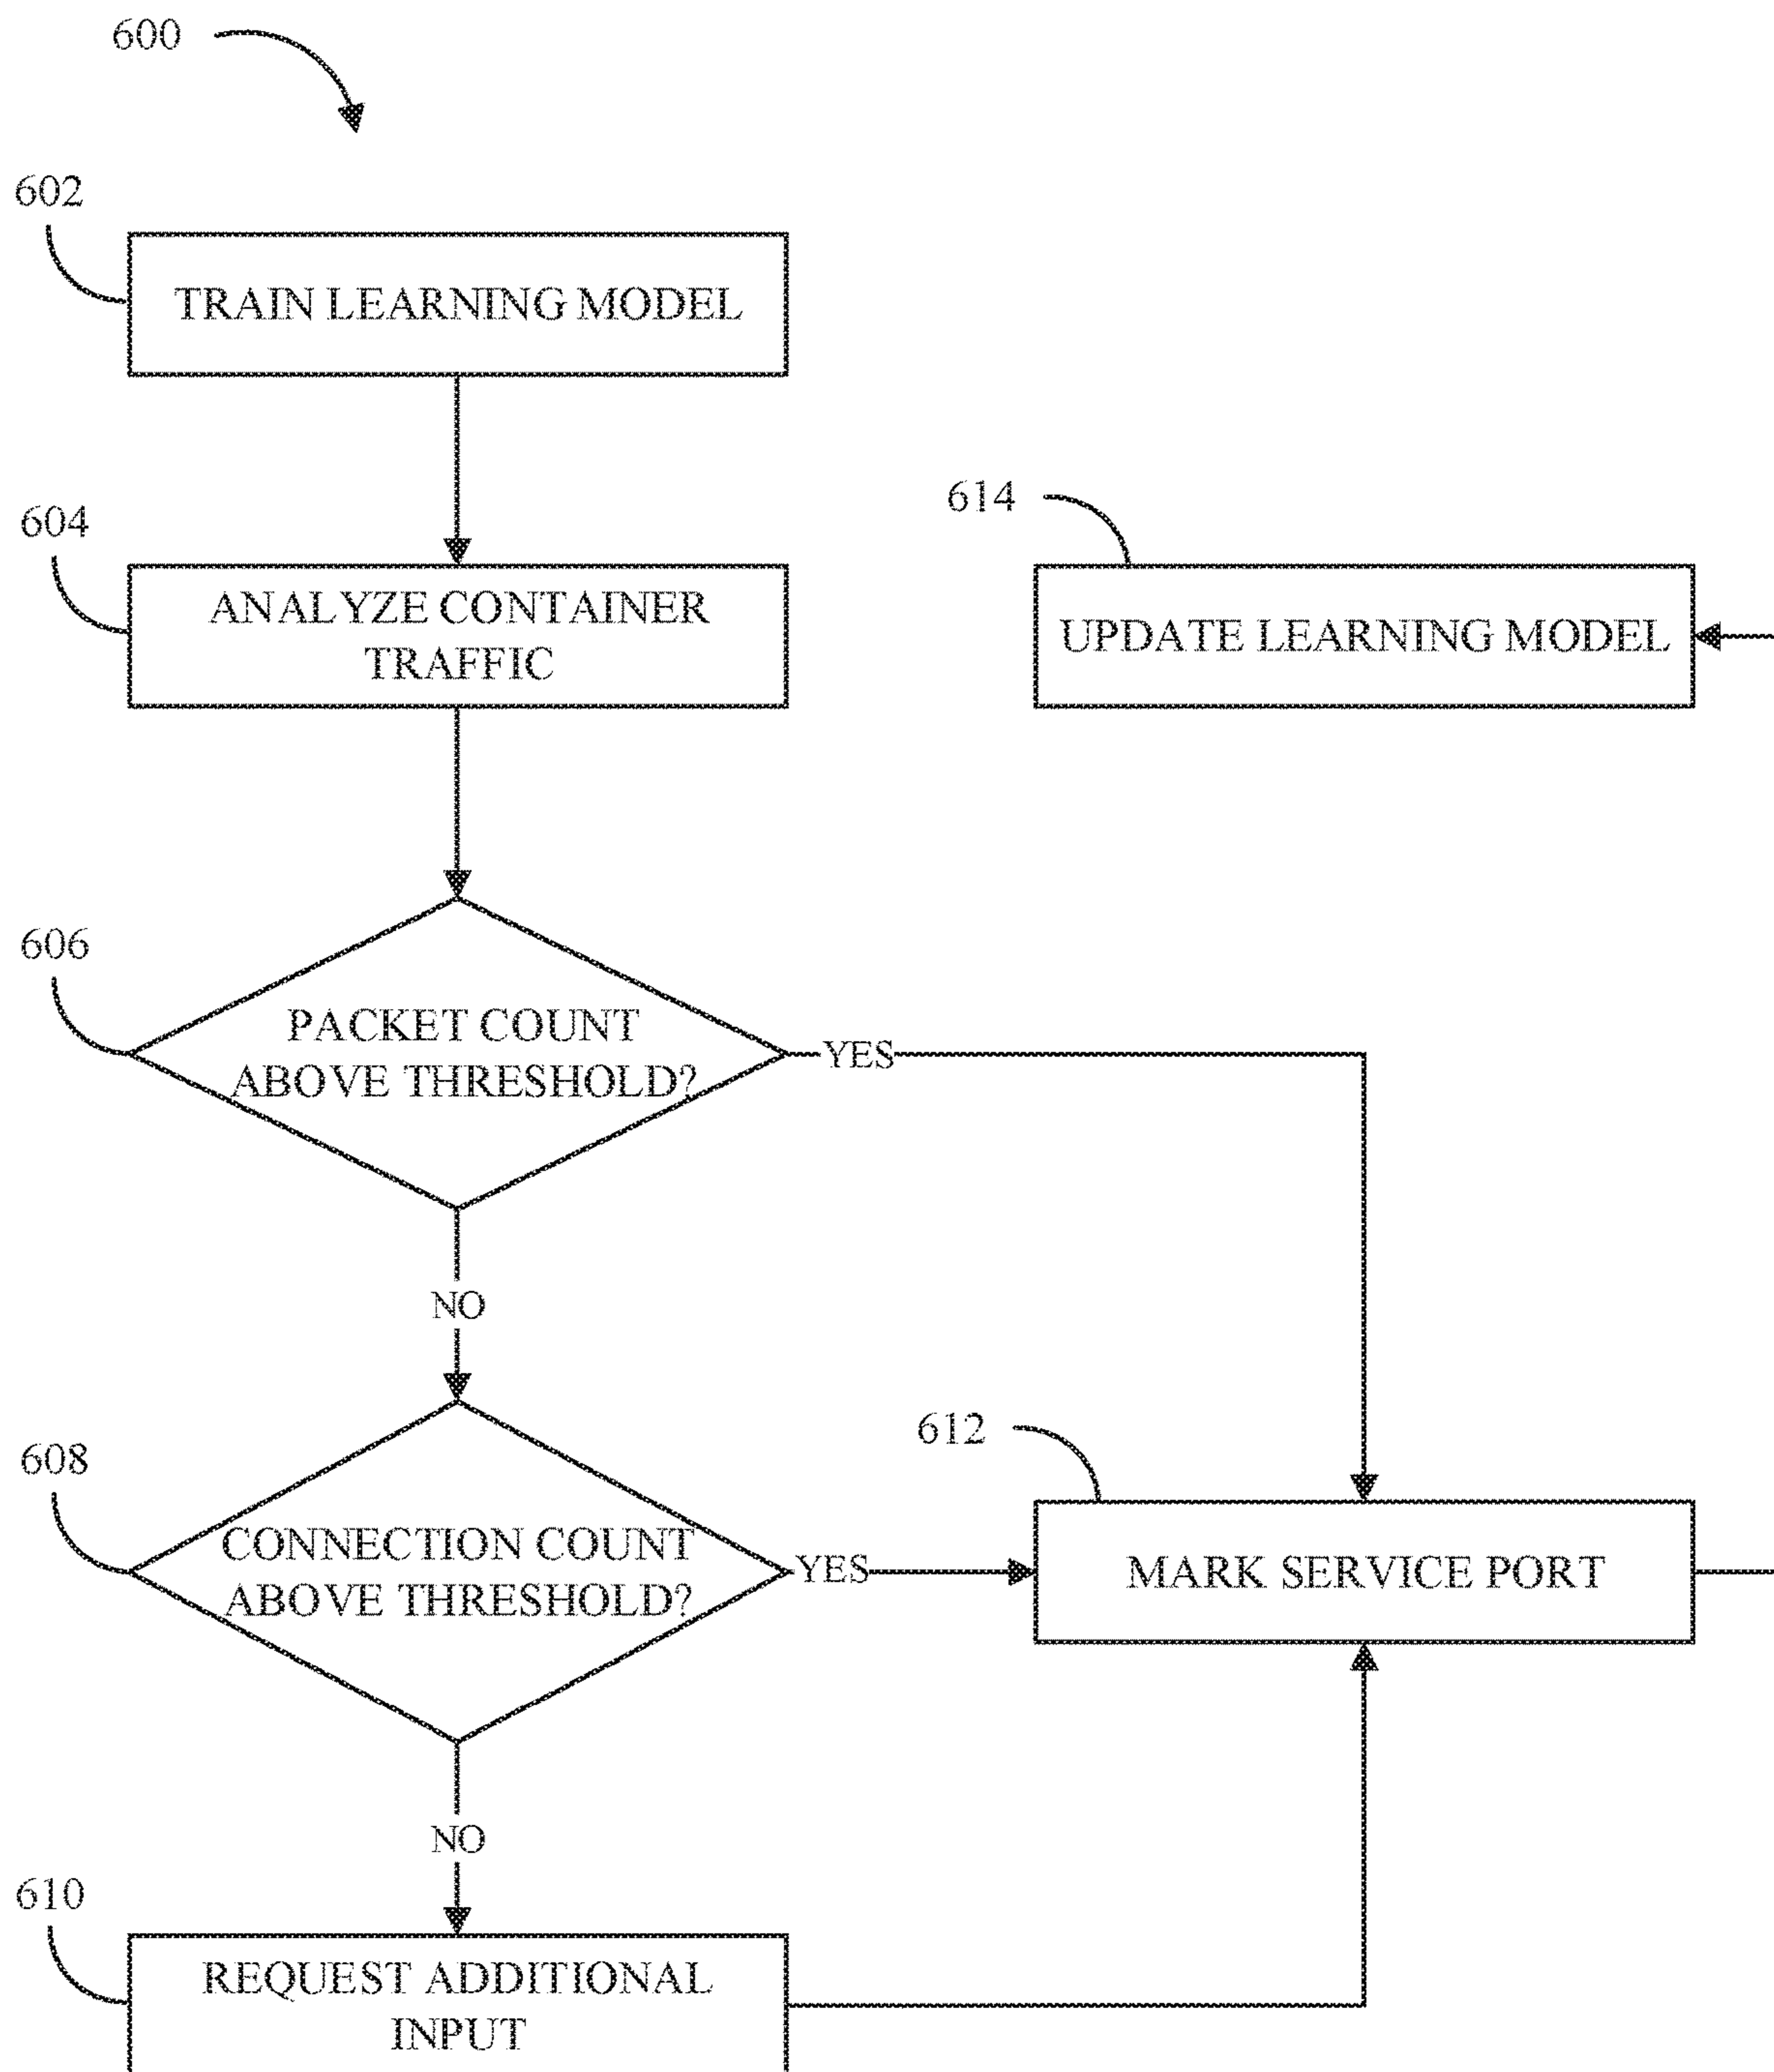 600
602
TRAIN LEARNING MODEL
604
ANALYZE CONTAINER
TRAFFIC
614
UPDATE LEARNING MODEL
606
PACKET COUNT
ABOVE THRESHOLD?
YES
NO
608
CONNECTION COUNT
ABOVE THRESHOLD?
YES
612
MARK SERVICE PORT
NO
610
REQUEST ADDITIONAL
INPUT